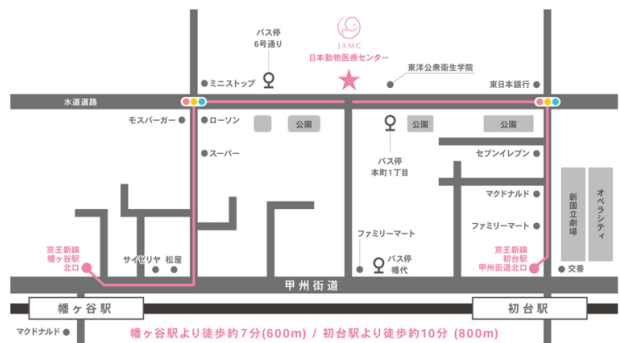 バス停
6号通り
JAMC
日本動物医療センター
ミニストップ
東洋公衆衛生学院
東日本銀行
水道道路
モスバーガー
ローソン
公園
公園
公園
スーパー
バス停
本町1丁目
セブンイレブン
マクドナルド
新国立劇場
オペラシティ
ファミリーマート
ファミリーマート
京王新線
幡ヶ谷駅
北口
サイゼリヤ
松屋
バス停
幡代
京王新線
初台駅
甲州街道北口
交番
甲州街道
幡ヶ谷駅
初台駅
マクドナルド
幡ヶ谷駅より徒歩約7分(600m) / 初台駅より徒歩約10分 (800m)